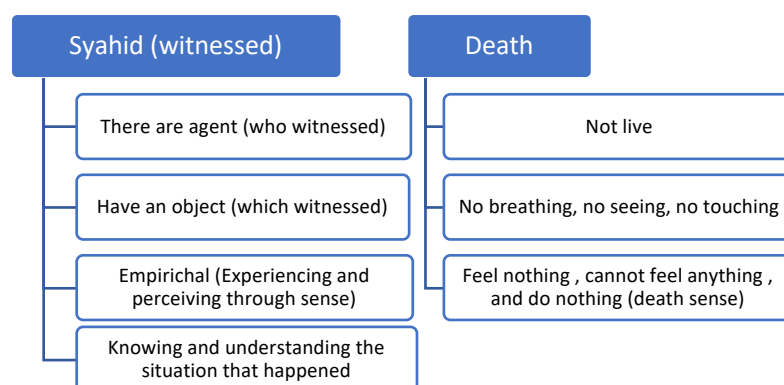 Syahid (witnessed)
There are agent (who witnessed)
Have an object (which witnessed)
Empirichal (Experiencing and
perceiving through sense)
Knowing and understanding the
situation that happened
Death
Not live
No breathing, no seeing, no touching
Feel nothing , cannot feel anything ,
and do nothing (death sense)